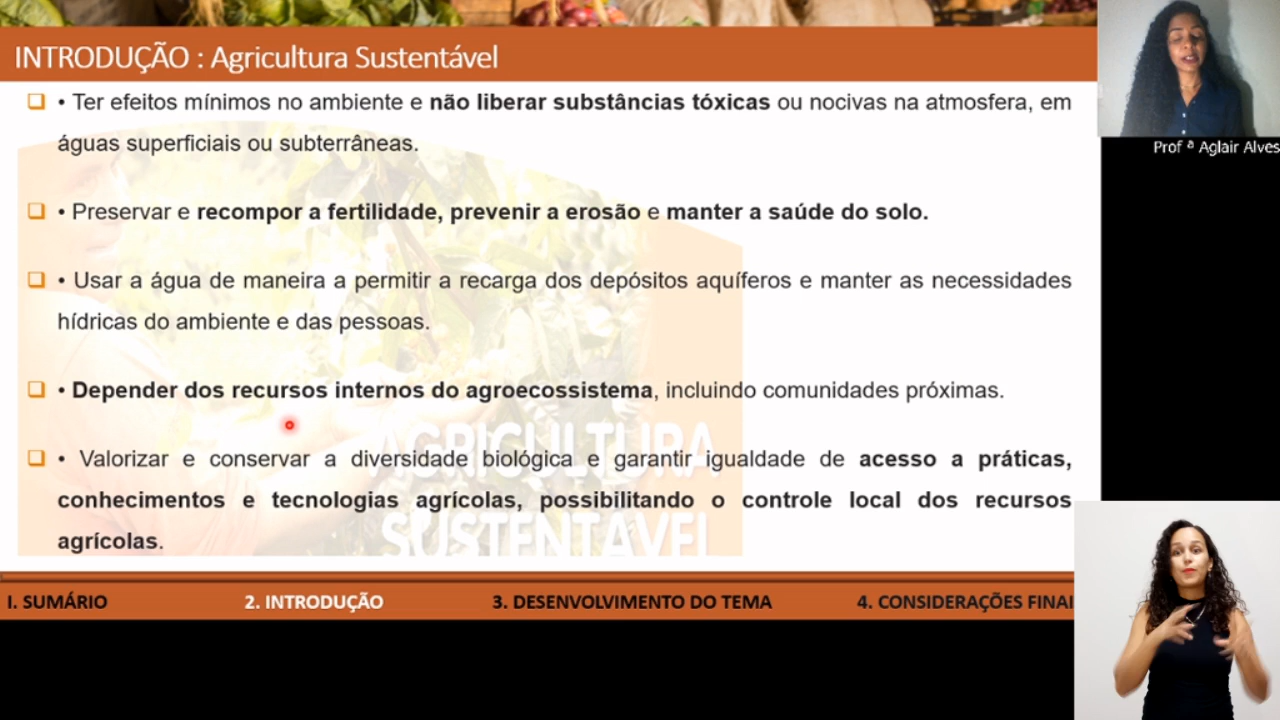 INTRODUÇÃO : Agricultura Sustentável
• Ter efeitos mínimos no ambiente e não liberar substâncias tóxicas ou nocivas na atmosfera, em
águas superficiais ou subterrâneas.
• Preservar e recompor a fertilidade, prevenir a erosão e manter a saúde do solo.
• Usar a água de maneira a permitir a recarga dos depósitos aquíferos e manter as necessidades
hídricas do ambiente e das pessoas.
• Depender dos recursos internos do agroecossistema, incluindo comunidades próximas.
• Valorizar e conservar a diversidade biológica e garantir igualdade de acesso a práticas,
conhecimentos e tecnologias agrícolas, possibilitando o controle local dos recursos
agrícolas.
AGRICULTURA
SUSTENTÁVEL
I. SUMÁRIO
2. INTRODUÇÃO
3. DESENVOLVIMENTO DO TEMA
4. CONSIDERAÇÕES FINAI
Prof ª Aglair Alves